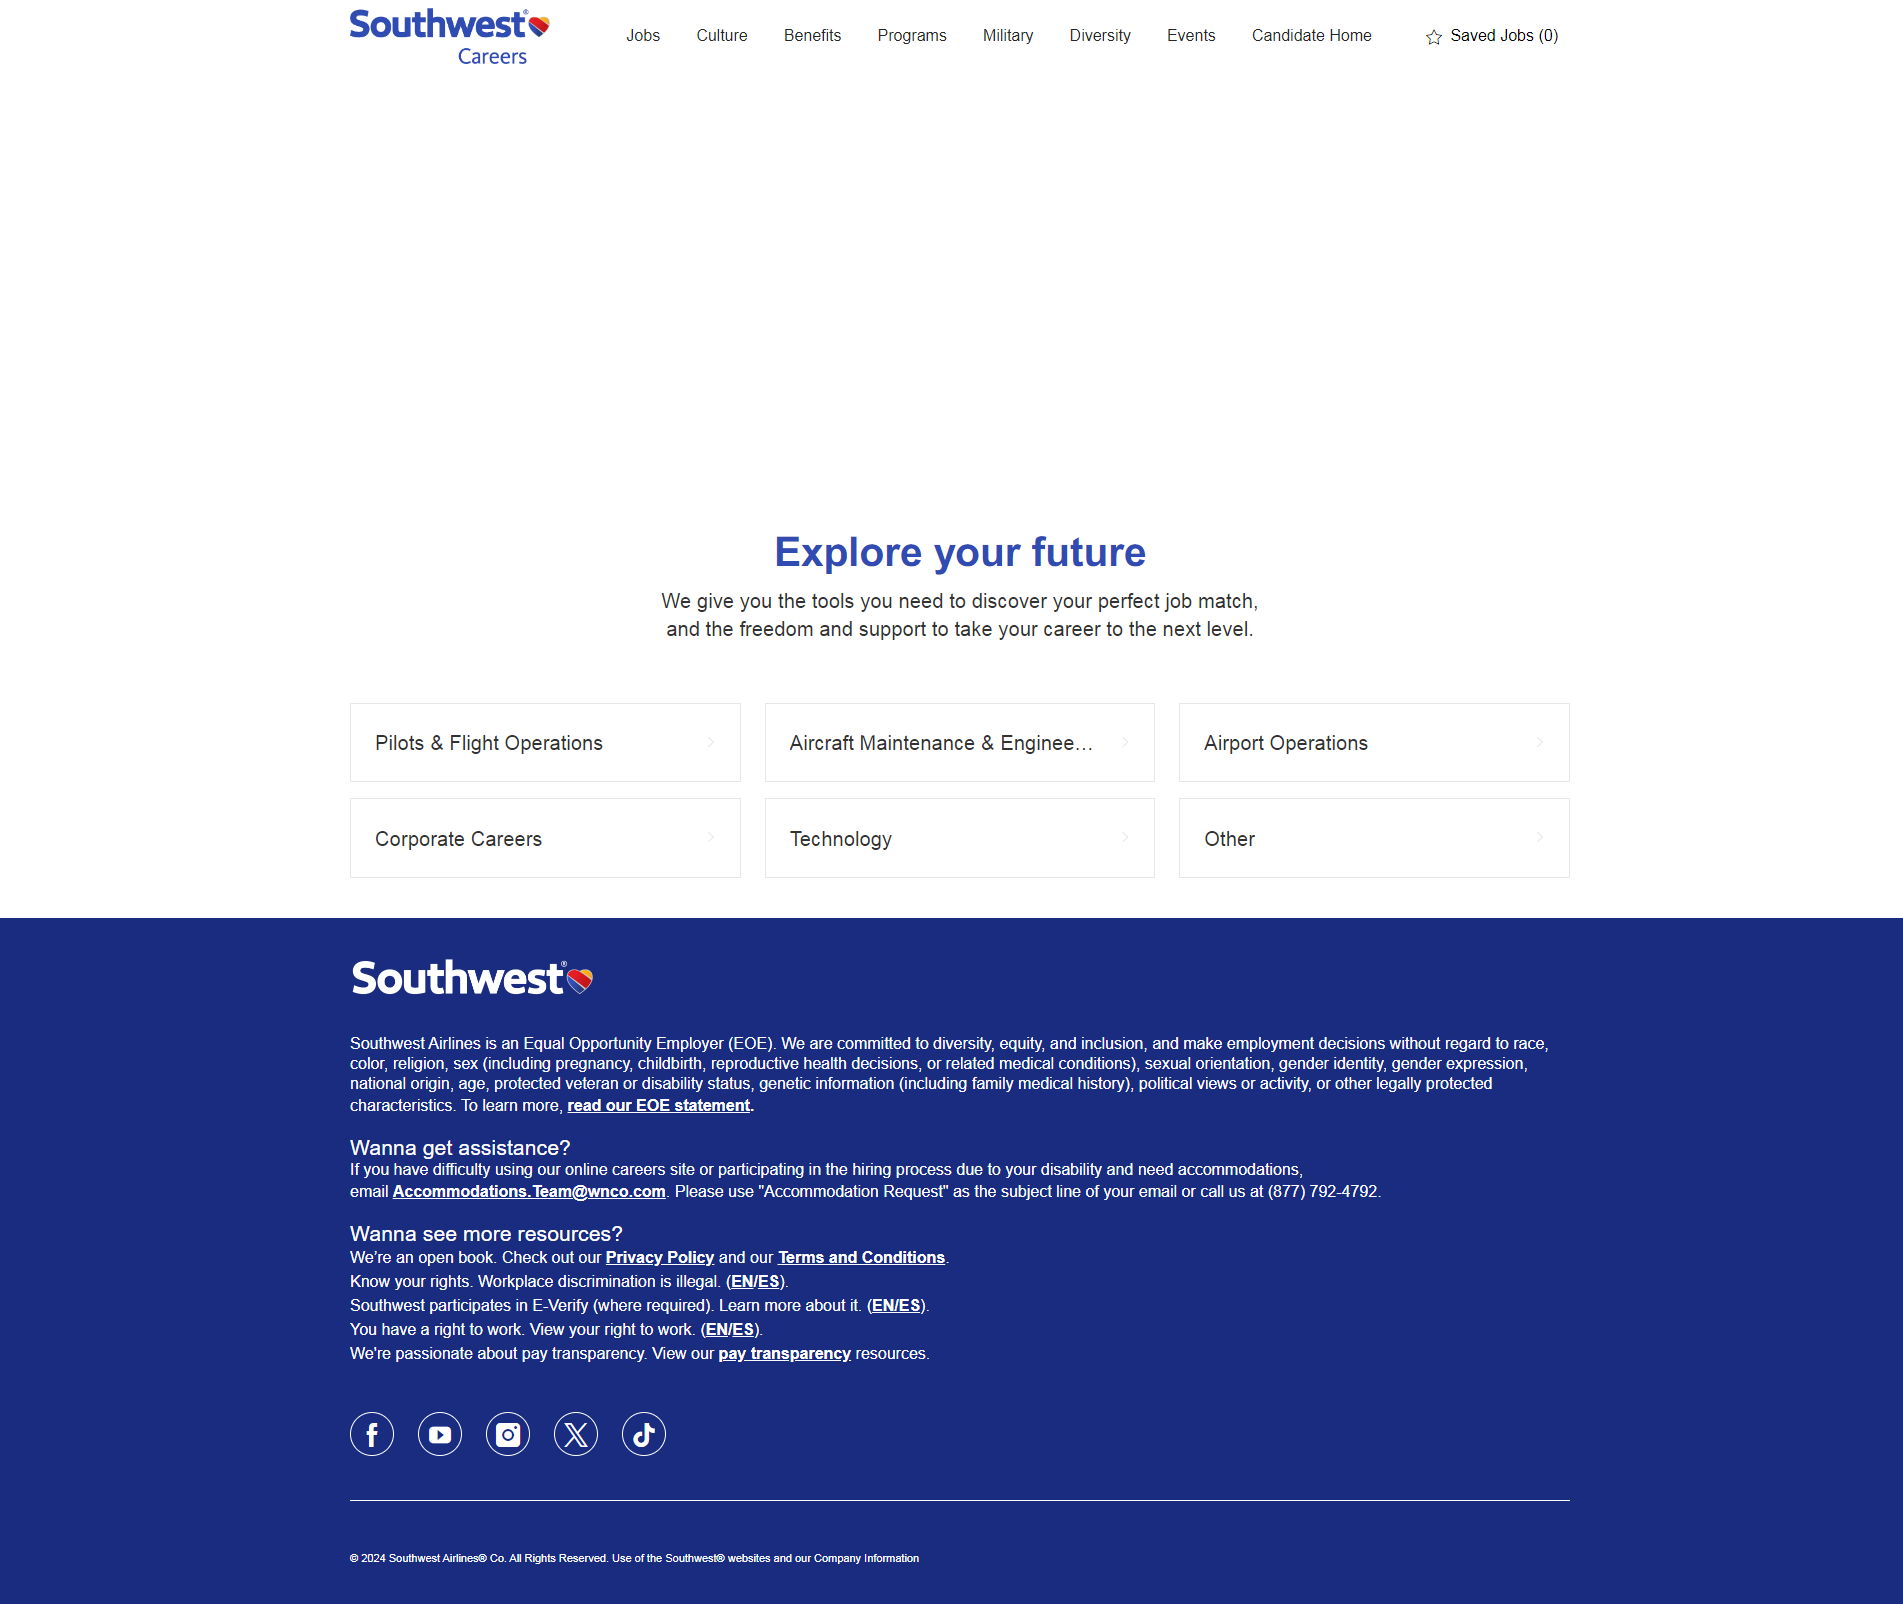 Southwest®
Careers
Jobs Culture Benefits Programs Military Diversity Events Candidate Home Saved Jobs (0)
Explore your future
We give you the tools you need to discover your perfect job match,
and the freedom and support to take your career to the next level.
Pilots & Flight Operations
Aircraft Maintenance & Enginee…
Airport Operations
Corporate Careers
Technology
Other
Southwest®
Southwest Airlines is an Equal Opportunity Employer (EOE). We are committed to diversity, equity, and inclusion, and make employment decisions without regard to race,
color, religion, sex (including pregnancy, childbirth, reproductive health decisions, or related medical conditions), sexual orientation, gender identity, gender expression,
national origin, age, protected veteran or disability status, genetic information (including family medical history), political views or activity, or other legally protected
characteristics. To learn more, read our EOE statement.
Wanna get assistance?
If you have difficulty using our online careers site or participating in the hiring process due to your disability and need accommodations,
email Accommodations.Team@wnco.com. Please use "Accommodation Request" as the subject line of your email or call us at (877) 792-4792.
Wanna see more resources?
We’re an open book. Check out our Privacy Policy and our Terms and Conditions.
Know your rights. Workplace discrimination is illegal. (EN/ES).
Southwest participates in E-Verify (where required). Learn more about it. (EN/ES).
You have a right to work. View your right to work. (EN/ES).
We're passionate about pay transparency. View our pay transparency resources.
© 2024 Southwest Airlines® Co. All Rights Reserved. Use of the Southwest® websites and our Company Information